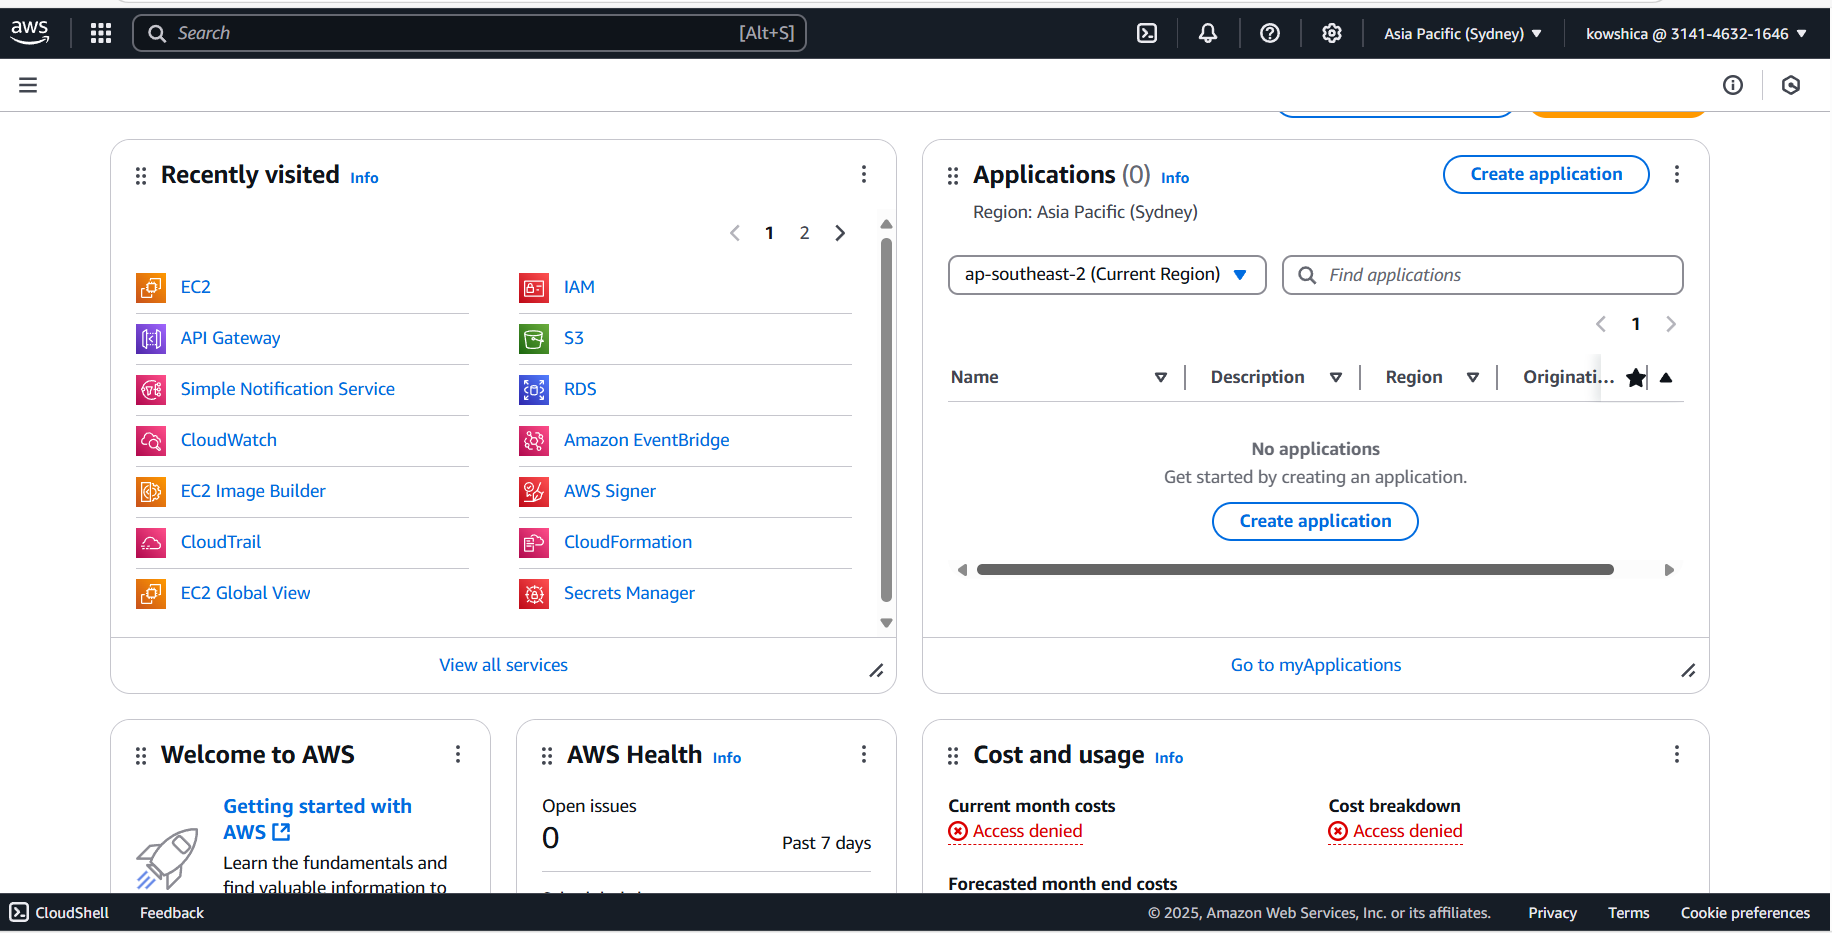 aws
Search
[Alt+S]
Asia Pacific (Sydney)
kowshica @ 3141-4632-1646
Recently visited Info
1 2
EC2
IAM
API Gateway
S3
Simple Notification Service
RDS
CloudWatch
Amazon EventBridge
EC2 Image Builder
AWS Signer
CloudTrail
CloudFormation
EC2 Global View
Secrets Manager
View all services
Applications (0) Info
Create application
Region: Asia Pacific (Sydney)
ap-southeast-2 (Current Region)
Find applications
1
Name
Description
Region
Originati...
No applications
Get started by creating an application.
Create application
Go to myApplications
Welcome to AWS
Getting started with
AWS
Learn the fundamentals and
find valuable information to
AWS Health Info
Open issues
0
Past 7 days
Cost and usage Info
Current month costs
Access denied
Cost breakdown
Access denied
Forecasted month end costs
CloudShell
Feedback
© 2025, Amazon Web Services, Inc. or its affiliates.
Privacy
Terms
Cookie preferences